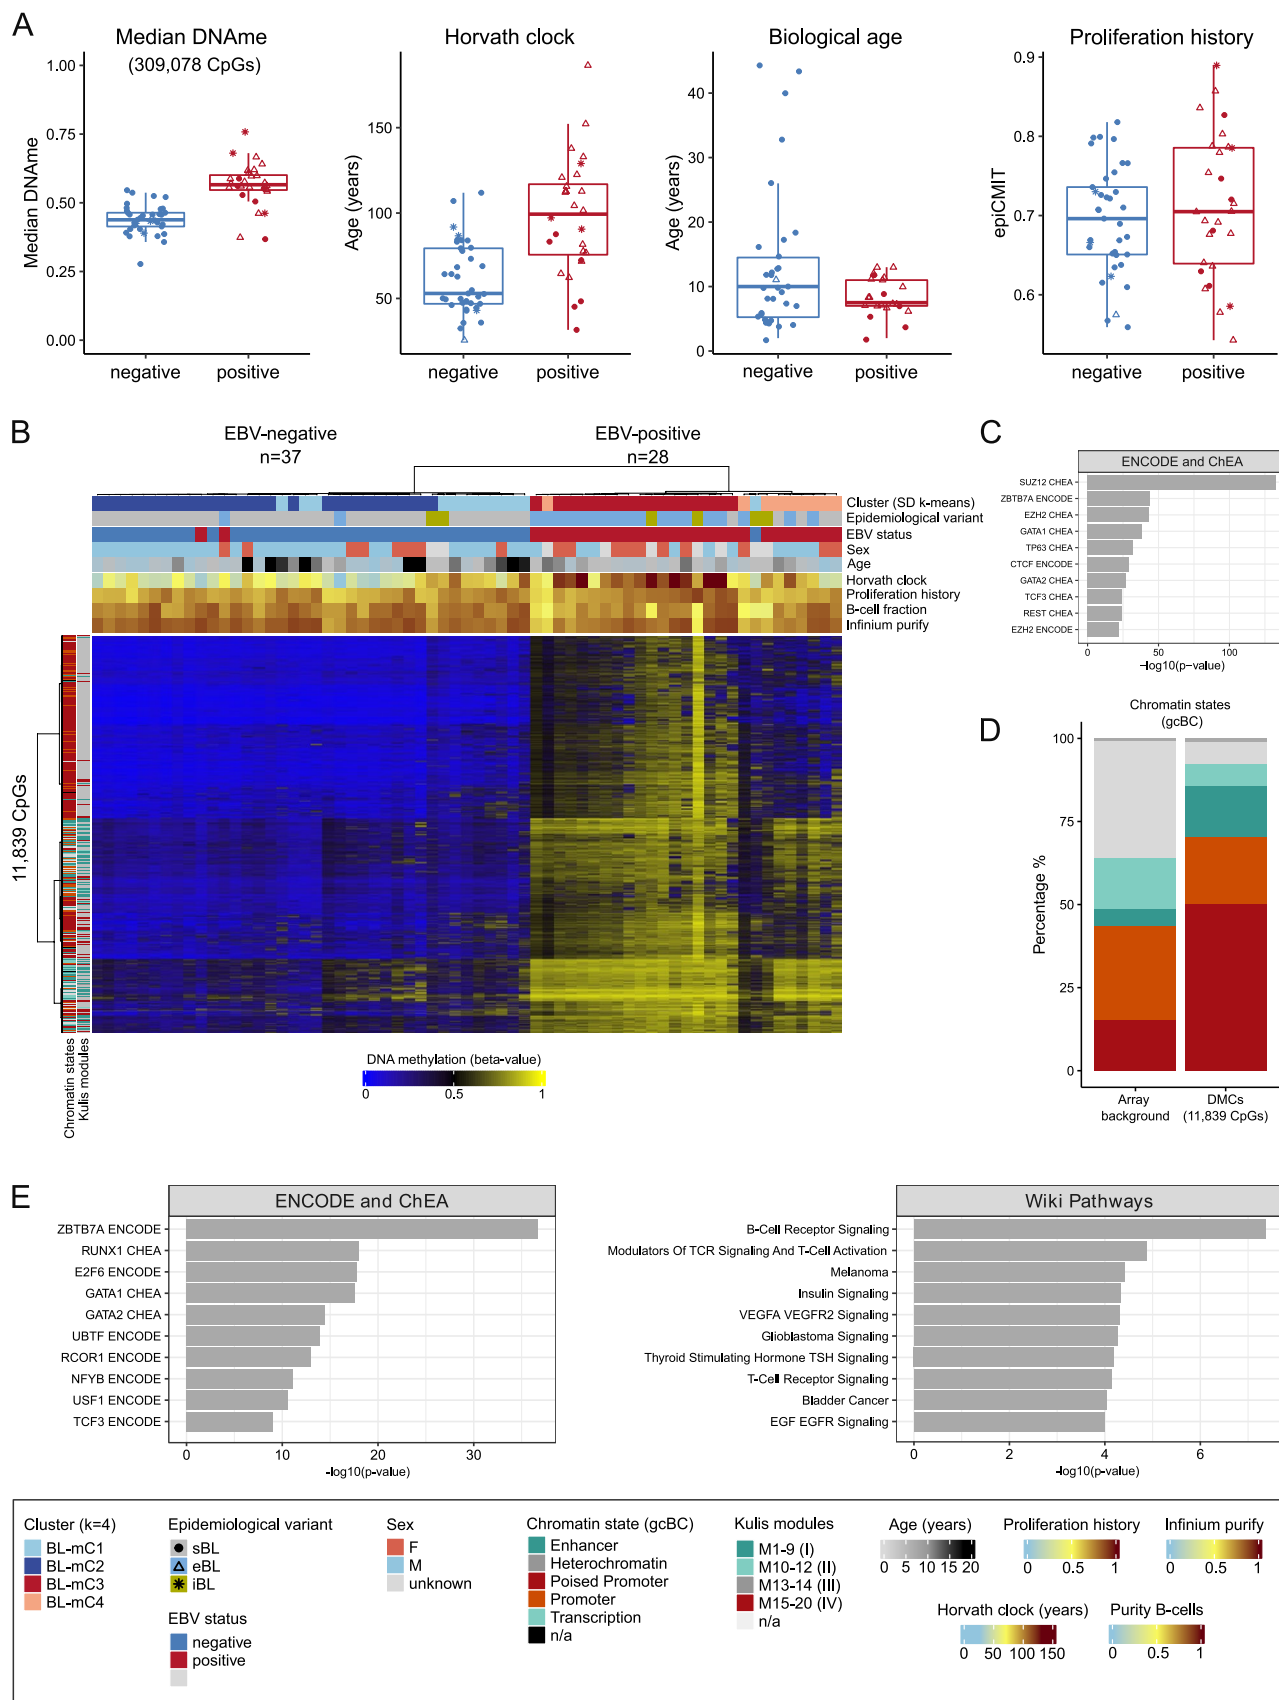 A
Median DNAme
(309,078 CpGs)
Median DNAme
1.00
0.75
0.50
0.25
0.00
negative
positive
Horvath clock
Age (years)
150
100
50
negative
positive
Biological age
Age (years)
40
30
20
10
0
negative
positive
Proliferation history
epiCMIT
0.9
0.8
0.7
0.6
negative
positive
B
EBV-negative
n=37
EBV-positive
n=28
Cluster (SD k-means)
Epidemiological variant
EBV status
Sex
Age
Horvath clock
Proliferation history
B-cell fraction
Infinium purify
11,839 CpGs
Chromatin states
Kulis modules
DNA methylation (beta-value)
0
0.5
1
C
ENCODE and ChEA
SUZ12 CHEA
ZBTB7A ENCODE
EZH2 CHEA
GATA1 CHEA
TP63 CHEA
CTCF ENCODE
GATA2 CHEA
TCF3 CHEA
REST CHEA
EZH2 ENCODE
0
50
100
-log10(p-value)
D
Chromatin states
(gcBC)
Percentage %
100
75
50
25
0
Array
background
DMCs
(11,839 CpGs)
E
ENCODE and ChEA
ZBTB7A ENCODE
RUNX1 CHEA
E2F6 ENCODE
GATA1 CHEA
GATA2 CHEA
UBTF ENCODE
RCOR1 ENCODE
NFYB ENCODE
USF1 ENCODE
TCF3 ENCODE
0
10
20
30
-log10(p-value)
Wiki Pathways
B-Cell Receptor Signaling
Modulators Of TCR Signaling And T-Cell Activation
Melanoma
Insulin Signaling
VEGFA VEGFR2 Signaling
Glioblastoma Signaling
Thyroid Stimulating Hormone TSH Signaling
T-Cell Receptor Signaling
Bladder Cancer
EGF EGFR Signaling
0
2
4
6
-log10(p-value)
Cluster (k=4)
BL-mC1
BL-mC2
BL-mC3
BL-mC4
Epidemiological variant
sBL
eBL
iBL
EBV status
negative
positive
Sex
F
M
unknown
Chromatin state (gcBC)
Enhancer
Heterochromatin
Poised Promoter
Promoter
Transcription
n/a
Kulis modules
M1-9 (I)
M10-12 (II)
M13-14 (III)
M15-20 (IV)
n/a
Age (years)
0 5 10 15 20
Proliferation history
0 0.5 1
Infinium purify
0 0.5 1
Horvath clock (years)
0 50 100 150
Purity B-cells
0 0.5 1